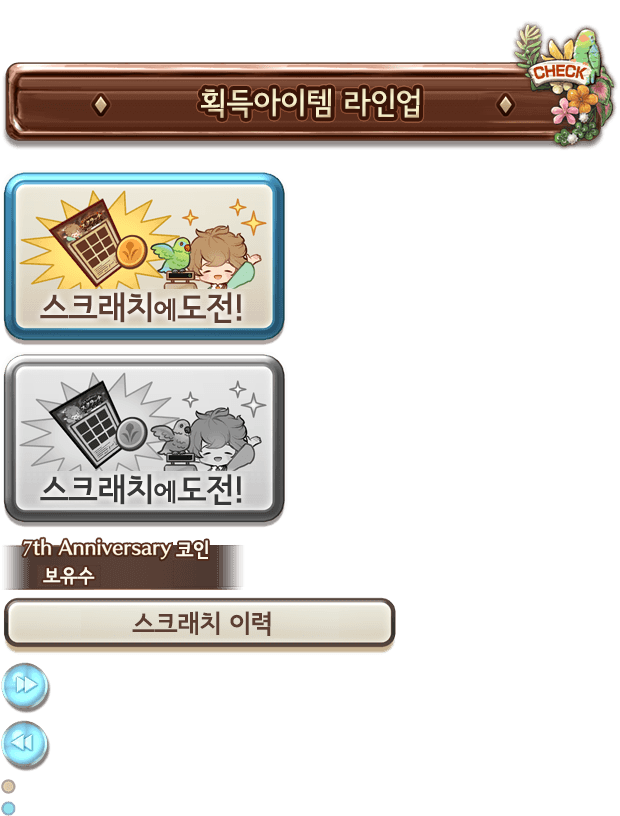 CHECK
획득아이템 라인업
스크래치에도전!
스크래치에도전!
7th Anniversary 코인
보유수
스크래치 이력